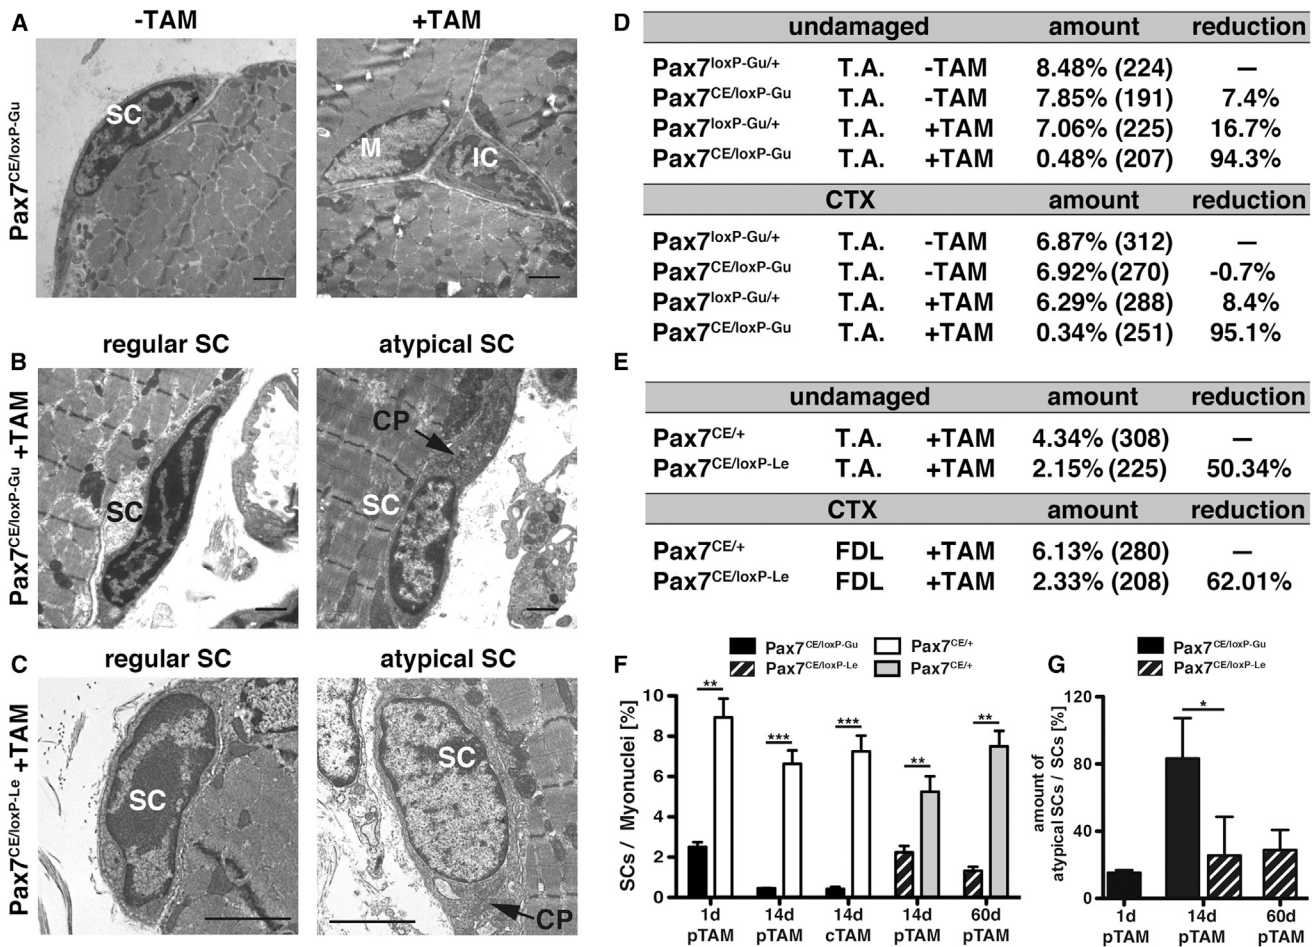 A
-TAM
+TAM
Pax7CE/loxP-Gu
SC
M
IC
B
regular SC
atypical SC
Pax7CE/loxP-Gu +TAM
SC
CP
SC
C
regular SC
atypical SC
Pax7CE/loxP-Le +TAM
SC
SC
CP
D
undamaged amount reduction
Pax7loxP-Gu/+ T.A. -TAM 8.48% (224) —
Pax7CE/loxP-Gu T.A. -TAM 7.85% (191) 7.4%
Pax7loxP-Gu/+ T.A. +TAM 7.06% (225) 16.7%
Pax7CE/loxP-Gu T.A. +TAM 0.48% (207) 94.3%
CTX amount reduction
Pax7loxP-Gu/+ T.A. -TAM 6.87% (312) —
Pax7CE/loxP-Gu T.A. -TAM 6.92% (270) -0.7%
Pax7loxP-Gu/+ T.A. +TAM 6.29% (288) 8.4%
Pax7CE/loxP-Gu T.A. +TAM 0.34% (251) 95.1%
E
undamaged amount reduction
Pax7CE/+ T.A. +TAM 4.34% (308) —
Pax7CE/loxP-Le T.A. +TAM 2.15% (225) 50.34%
CTX amount reduction
Pax7CE/+ FDL +TAM 6.13% (280) —
Pax7CE/loxP-Le FDL +TAM 2.33% (208) 62.01%
F
Pax7CE/loxP-Gu Pax7CE/+
Pax7CE/loxP-Le Pax7CE/+
SCs / Myonuclei [%]
10
8
6
4
2
0
** *** *** ** **
1d 14d 14d 14d 60d
pTAM pTAM cTAM pTAM pTAM
G
Pax7CE/loxP-Gu
Pax7CE/loxP-Le
amount of
atypical SCs / SCs [%]
120
80
40
0
*
1d 14d 60d
pTAM pTAM pTAM